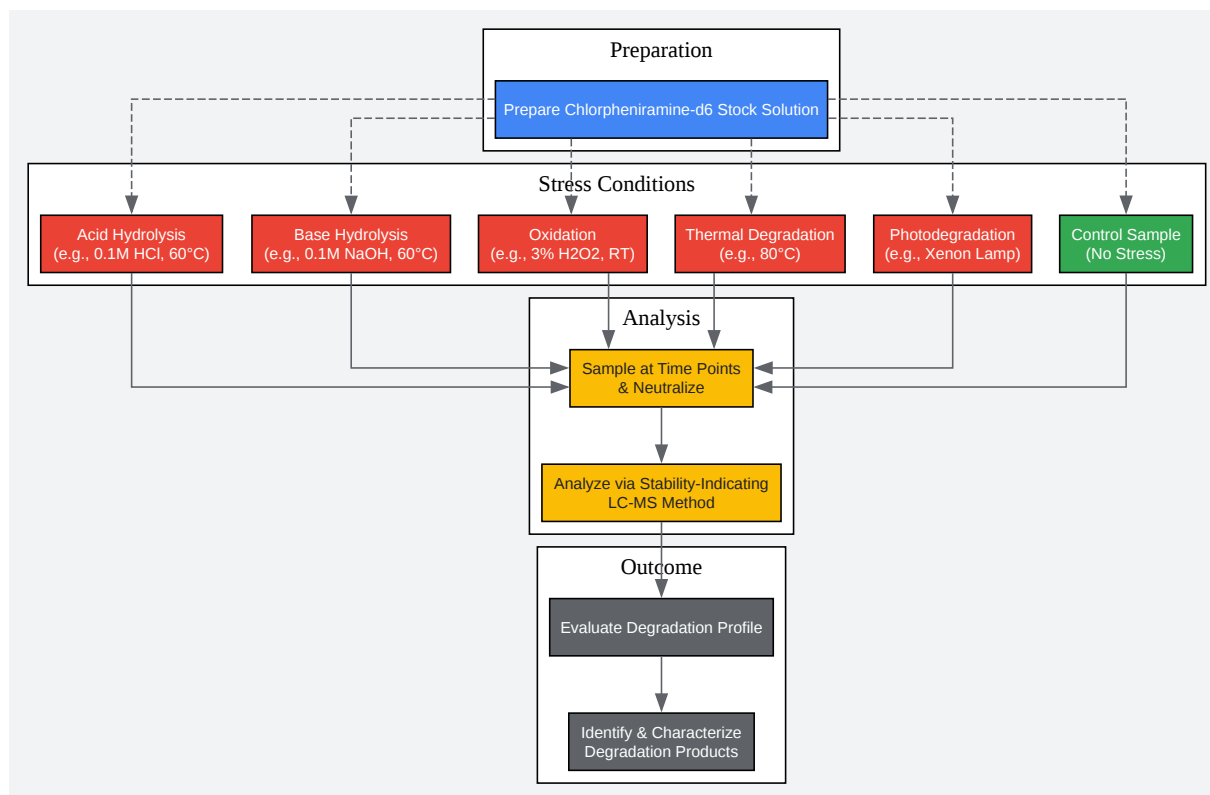 Preparation
Prepare Chlorpheniramine-d6 Stock Solution
Stress Conditions
Acid Hydrolysis
(e.g., 0.1M HCl, 60°C)
Base Hydrolysis
(e.g., 0.1M NaOH, 60°C)
Oxidation
(e.g., 3% H2O2, RT)
Thermal Degradation
(e.g., 80°C)
Photodegradation
(e.g., Xenon Lamp)
Control Sample
(No Stress)
Analysis
Sample at Time Points
& Neutralize
Analyze via Stability-Indicating
LC-MS Method
Outcome
Evaluate Degradation Profile
Identify & Characterize
Degradation Products